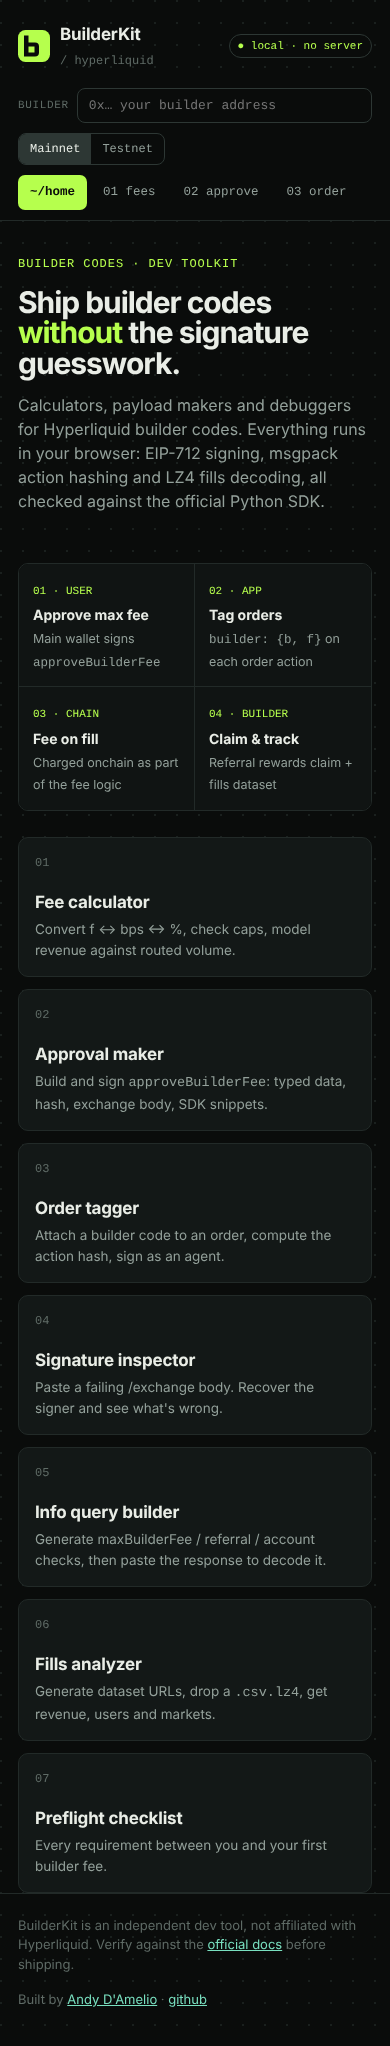 b BuilderKit
/ hyperliquid
● local · no server
BUILDER 0x… your builder address
Mainnet Testnet
~/home 01 fees 02 approve 03 order
BUILDER CODES · DEV TOOLKIT
Ship builder codes
without the signature
guesswork.
Calculators, payload makers and debuggers
for Hyperliquid builder codes. Everything runs
in your browser: EIP-712 signing, msgpack
action hashing and LZ4 fills decoding, all
checked against the official Python SDK.
01 · USER
Approve max fee
Main wallet signs
approveBuilderFee
02 · APP
Tag orders
builder: {b, f} on
each order action
03 · CHAIN
Fee on fill
Charged onchain as part
of the fee logic
04 · BUILDER
Claim & track
Referral rewards claim +
fills dataset
01
Fee calculator
Convert f ↔ bps ↔ %, check caps, model
revenue against routed volume.
02
Approval maker
Build and sign approveBuilderFee: typed data,
hash, exchange body, SDK snippets.
03
Order tagger
Attach a builder code to an order, compute the
action hash, sign as an agent.
04
Signature inspector
Paste a failing /exchange body. Recover the
signer and see what's wrong.
05
Info query builder
Generate maxBuilderFee / referral / account
checks, then paste the response to decode it.
06
Fills analyzer
Generate dataset URLs, drop a .csv.lz4, get
revenue, users and markets.
07
Preflight checklist
Every requirement between you and your first
builder fee.
BuilderKit is an independent dev tool, not affiliated with
Hyperliquid. Verify against the official docs before
shipping.
Built by Andy D'Amelio · github